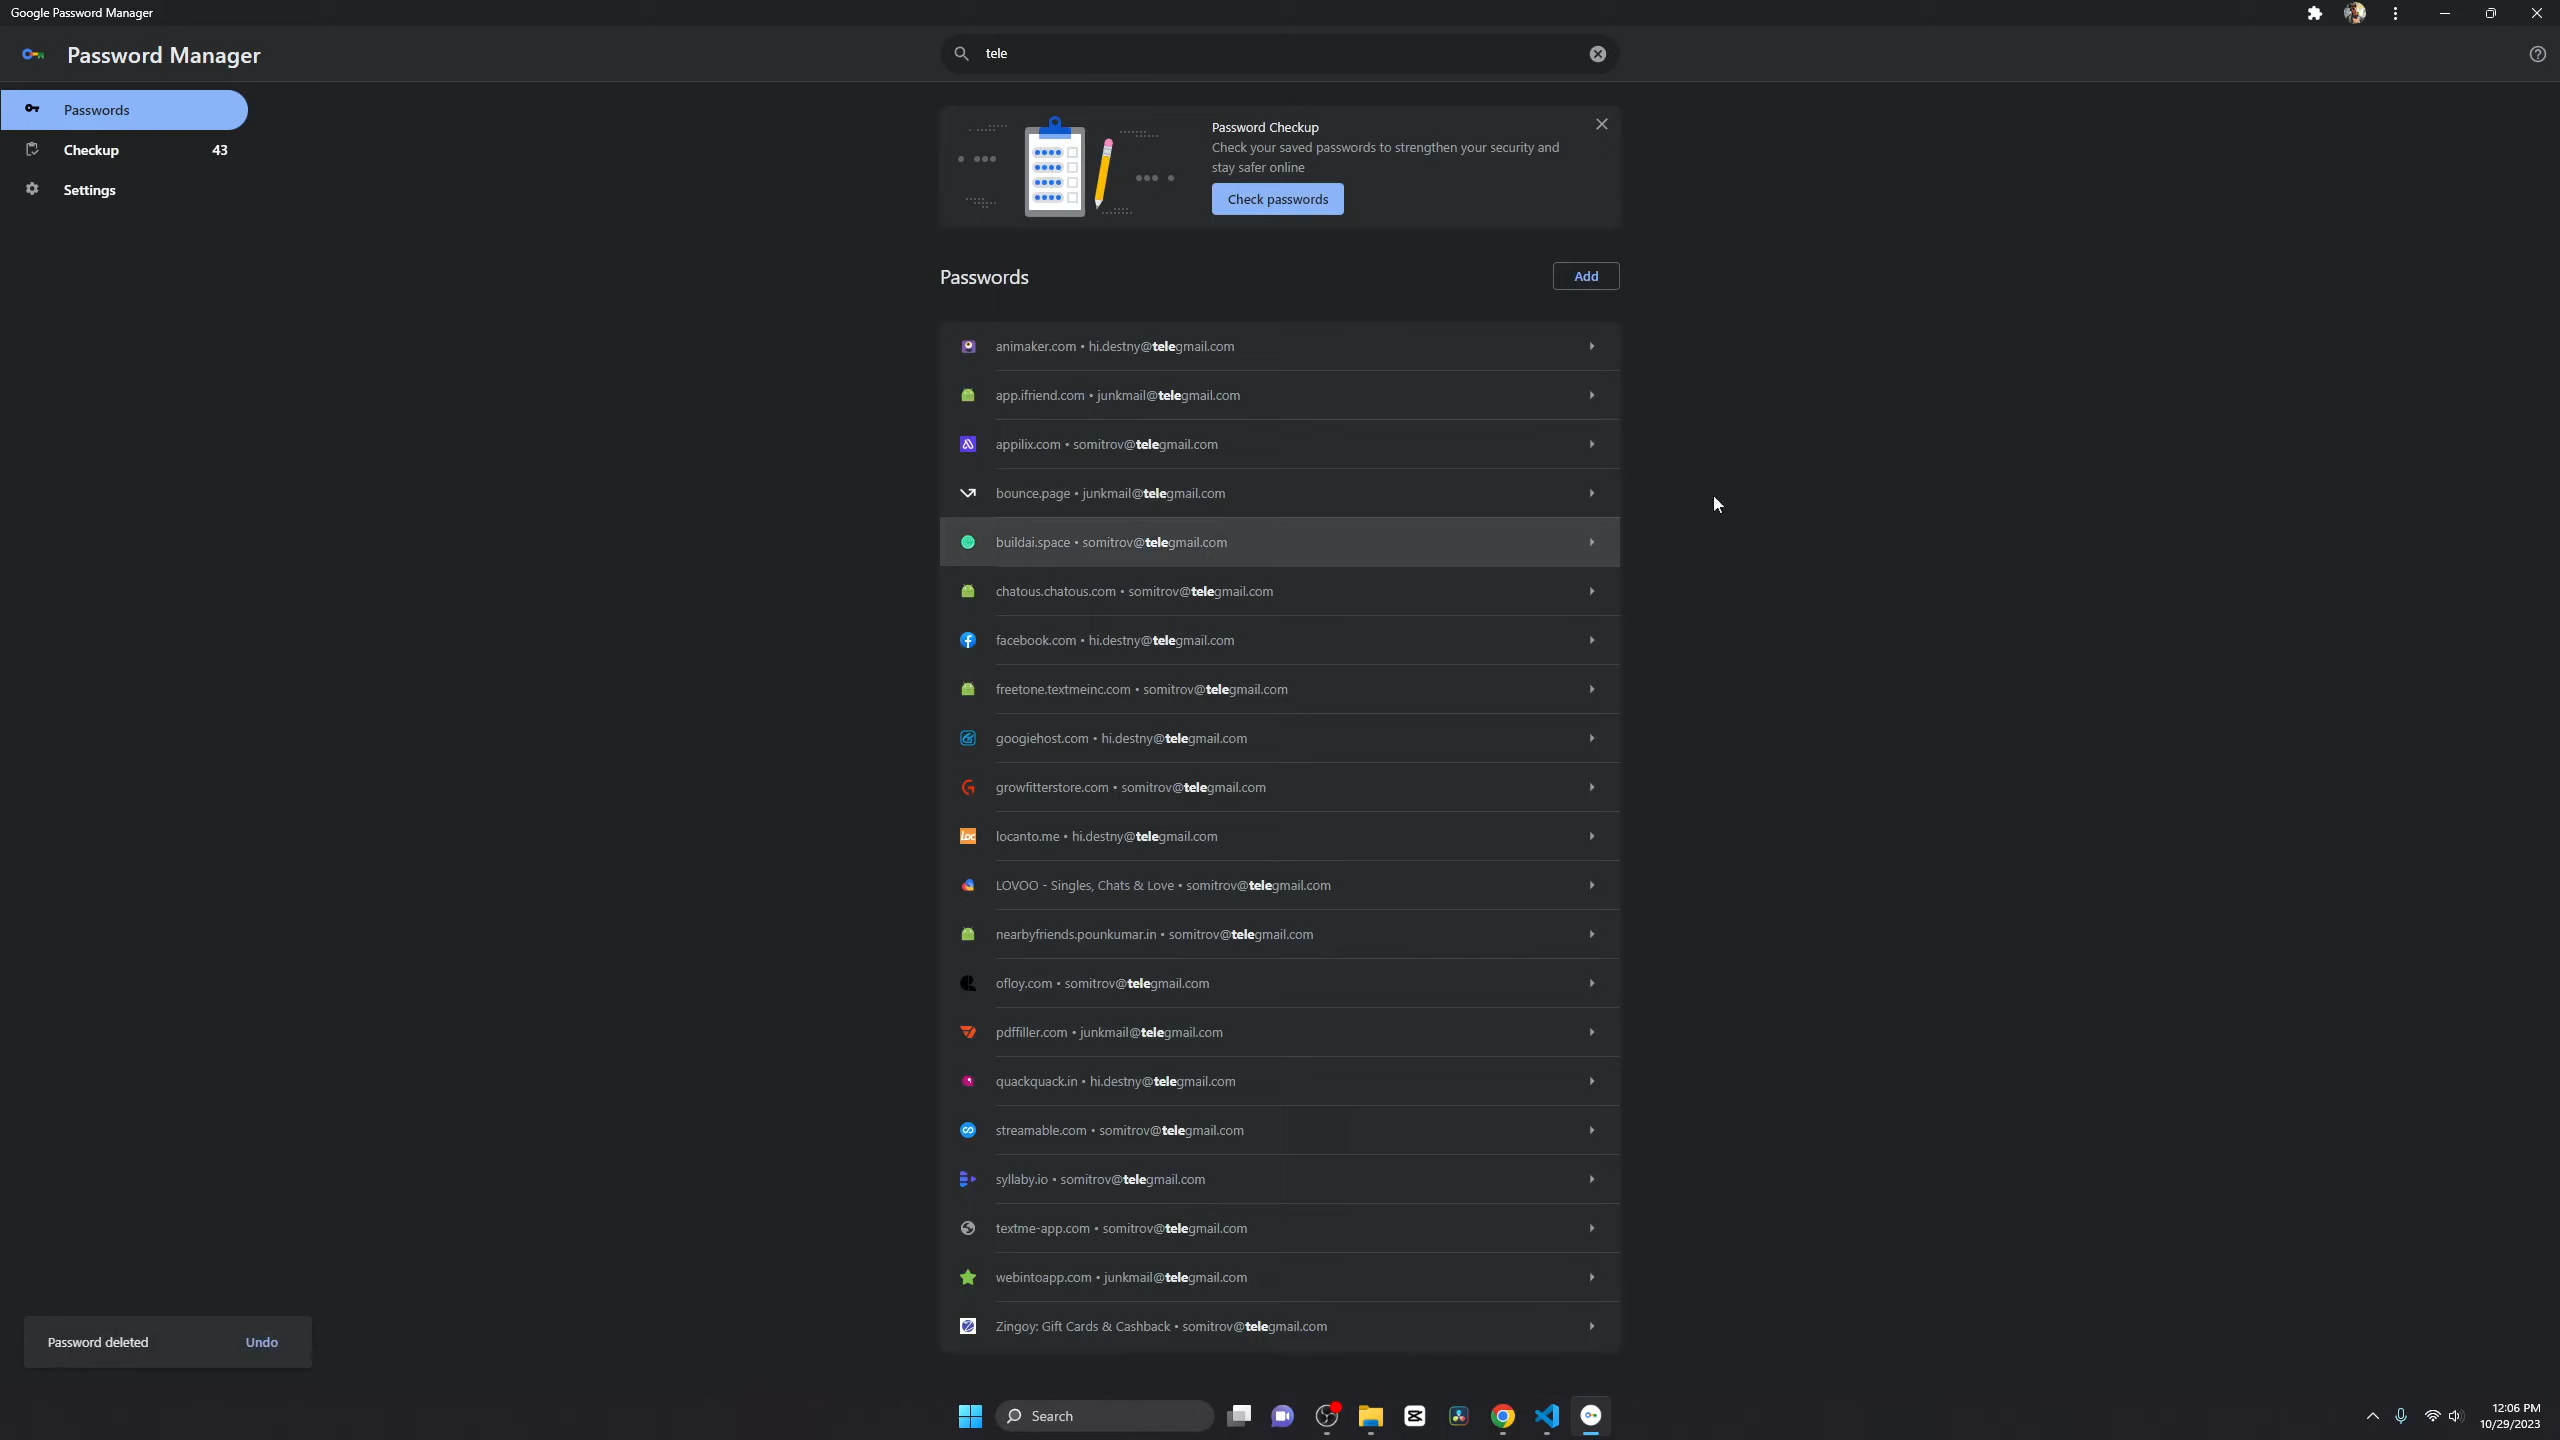 Google Password Manager
Password Manager
tele
Passwords
Checkup 43
Settings
Password Checkup
Check your saved passwords to strengthen your security and
stay safer online
Check passwords
Passwords
Add
animaker.com • hi.destny@telegmail.com
app.ifriend.com • junkmail@telegmail.com
appilix.com • somitrov@telegmail.com
bounce.page • junkmail@telegmail.com
buildai.space • somitrov@telegmail.com
chatous.chatous.com • somitrov@telegmail.com
facebook.com • hi.destny@telegmail.com
freetone.textmeinc.com • somitrov@telegmail.com
googiehost.com • hi.destny@telegmail.com
growfitterstore.com • somitrov@telegmail.com
Loc
locanto.me • hi.destny@telegmail.com
LOVOO - Singles, Chats & Love • somitrov@telegmail.com
nearbyfriends.pounkumar.in • somitrov@telegmail.com
ofloy.com • somitrov@telegmail.com
pdffiller.com • junkmail@telegmail.com
quackquack.in • hi.destny@telegmail.com
streamable.com • somitrov@telegmail.com
syllaby.io • somitrov@telegmail.com
textme-app.com • somitrov@telegmail.com
webintoapp.com • junkmail@telegmail.com
Zingoy: Gift Cards & Cashback • somitrov@telegmail.com
Password deleted Undo
Search
12:06 PM
10/29/2023